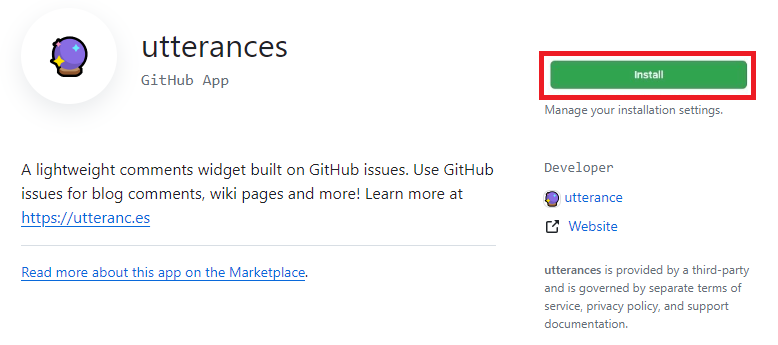 utterances
GitHub App
Install
Manage your installation settings.
A lightweight comments widget built on GitHub issues. Use GitHub
issues for blog comments, wiki pages and more! Learn more at
https://utteranc.es
Read more about this app on the Marketplace.
Developer
utterance
Website
utterances is provided by a third-party
and is governed by separate terms of
service, privacy policy, and support
documentation.